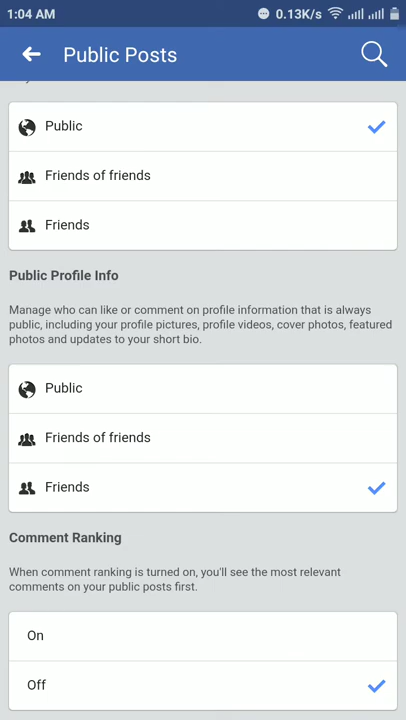 1:04 AM
0.13K/s
Public Posts
Public
Friends of friends
Friends
Public Profile Info
Manage who can like or comment on profile information that is always
public, including your profile pictures, profile videos, cover photos, featured
photos and updates to your short bio.
Public
Friends of friends
Friends
Comment Ranking
When comment ranking is turned on, you'll see the most relevant
comments on your public posts first.
On
Off